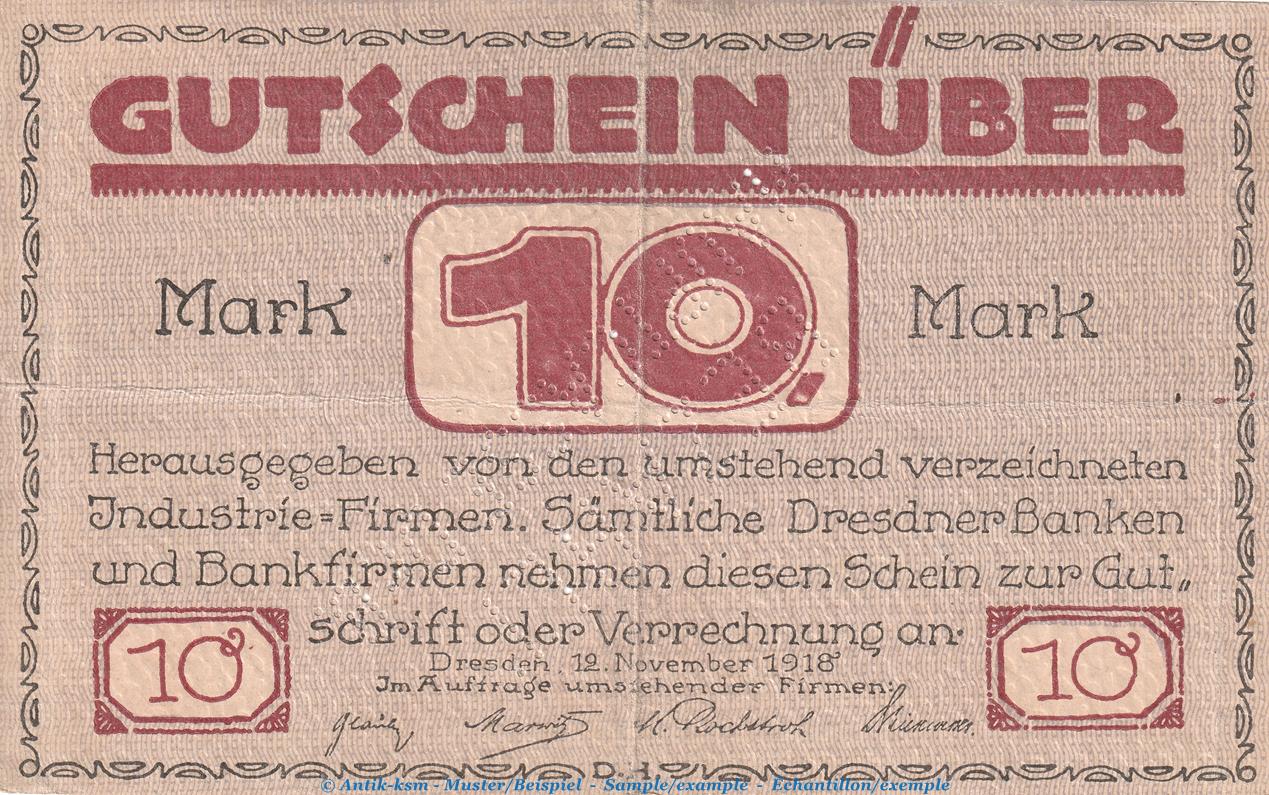 GUTSCHEIN ÜBER
Mark 10, Mark
Herausgegeben von den umstehend verzeichneten
Industrie=Firmen. Sämtliche Dresdner Banken
und Bankfirmen nehmen diesen Schein zur Gut„
schrift oder Verrechnung an.
10 10
Dresden, 12. November 1918
Im Auftrage umstehender Firmen:
Marwitz H. Rockstroh
© Antik-ksm - Muster/Beispiel - Sample/example - Echantillon/exemple